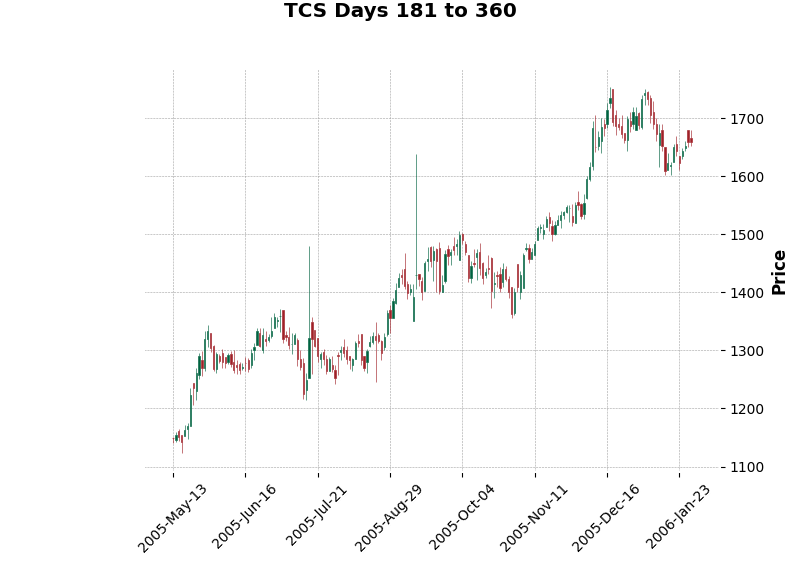 TCS Days 181 to 360
1700
1600
1500
1400
1300
1200
1100
Price
2005-May-13
2005-Jun-16
2005-Jul-21
2005-Aug-29
2005-Oct-04
2005-Nov-11
2005-Dec-16
2006-Jan-23